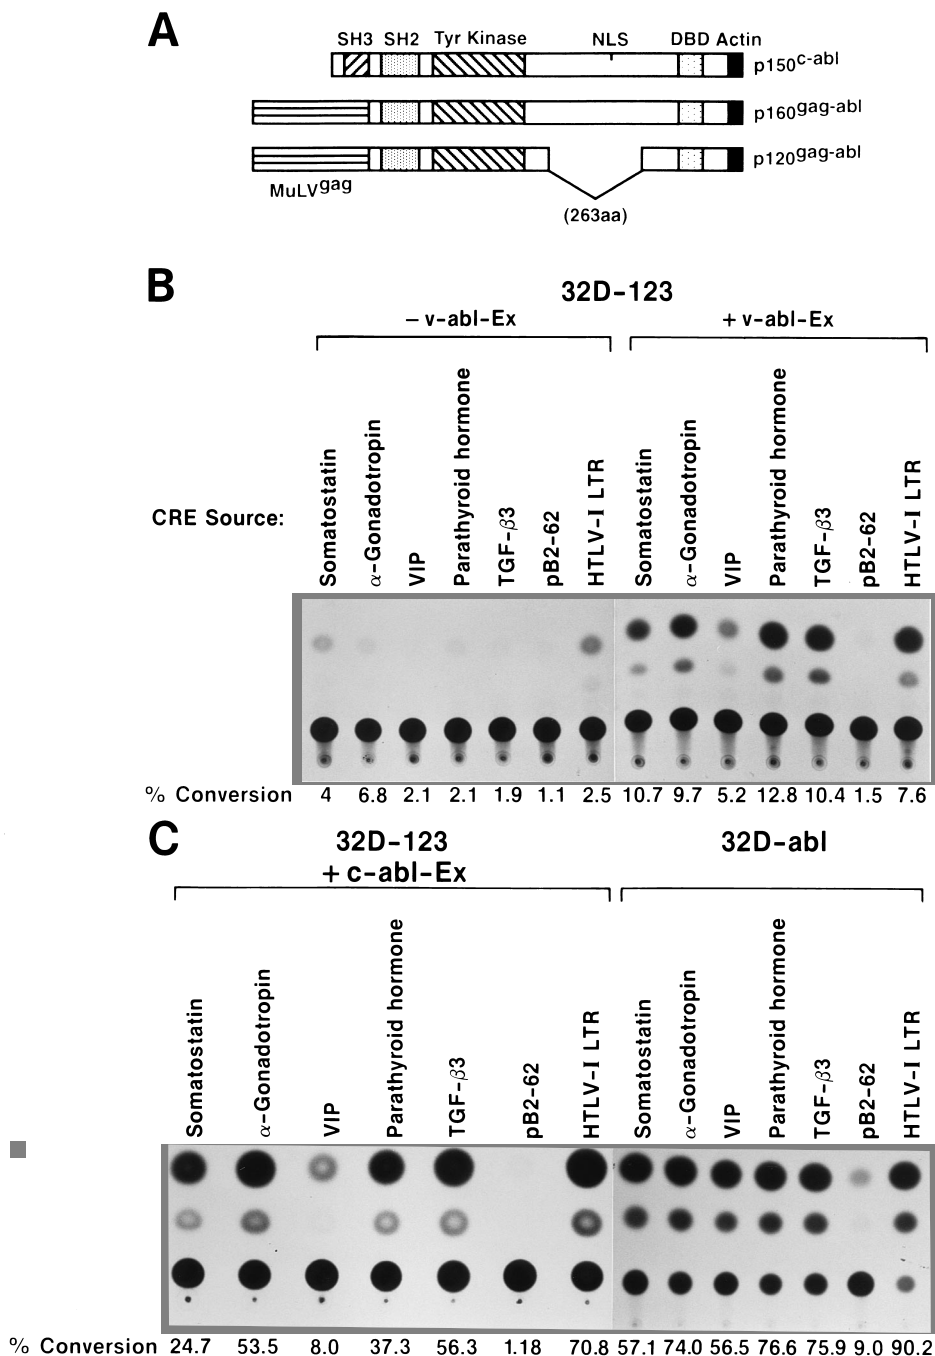 A
SH3 SH2 Tyr Kinase NLS DBD Actin
p150c-abl
p160gag-abl
p120gag-abl
MuLVgag
(263aa)
B
32D-123
- v-abl-Ex + v-abl-Ex
CRE Source:
Somatostatin
α-Gonadotropin
VIP
Parathyroid hormone
TGF-β3
pB2-62
HTLV-I LTR
Somatostatin
α-Gonadotropin
VIP
Parathyroid hormone
TGF-β3
pB2-62
HTLV-I LTR
% Conversion 4 6.8 2.1 2.1 1.9 1.1 2.5 10.7 9.7 5.2 12.8 10.4 1.5 7.6
C
32D-123 32D-abl
+ c-abl-Ex
Somatostatin
α-Gonadotropin
VIP
Parathyroid hormone
TGF-β3
pB2-62
HTLV-I LTR
Somatostatin
α-Gonadotropin
VIP
Parathyroid hormone
TGF-β3
pB2-62
HTLV-I LTR
% Conversion 24.7 53.5 8.0 37.3 56.3 1.18 70.8 57.1 74.0 56.5 76.6 75.9 9.0 90.2